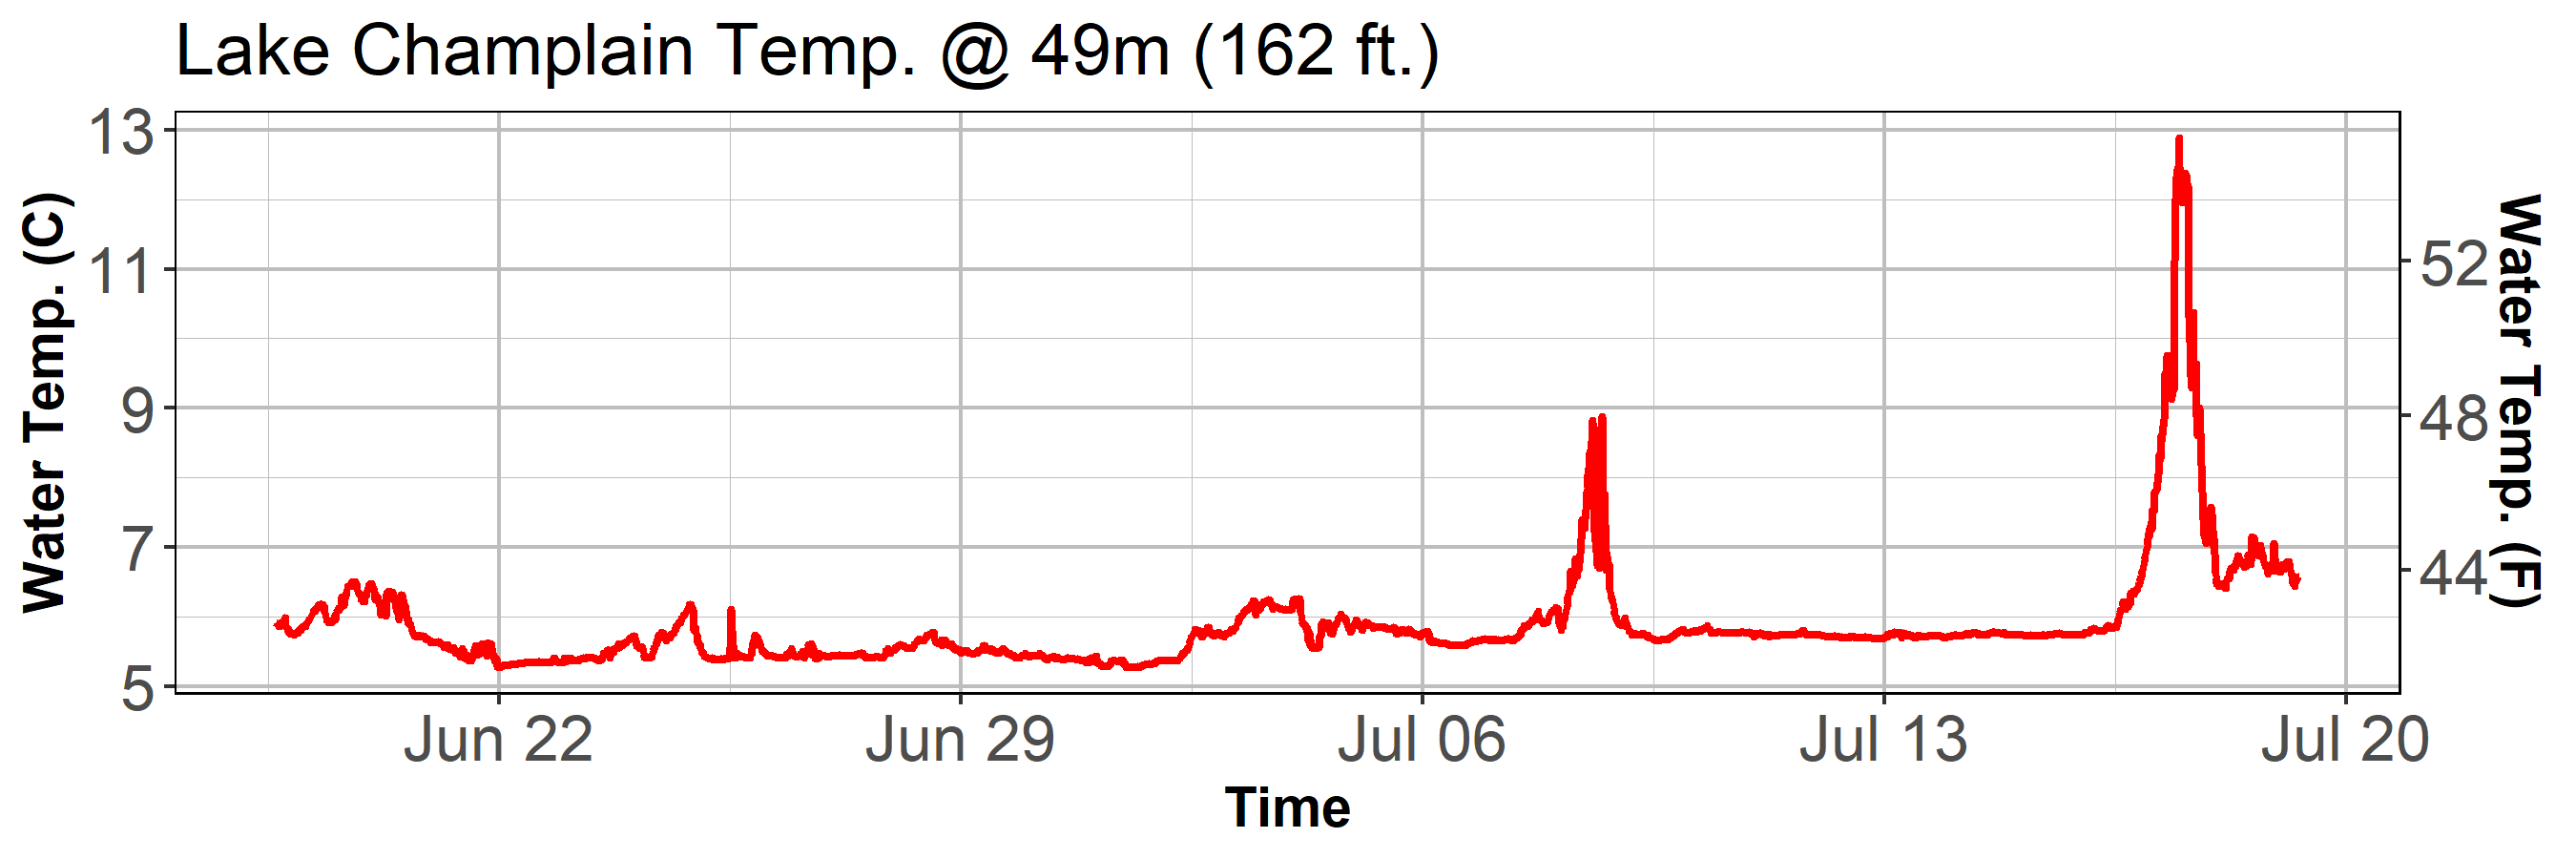 Lake Champlain Temp. @ 49m (162 ft.)
Water Temp. (C)
13
11
9
7
5
52
48
44
Water Temp. (F)
Jun 22
Jun 29
Jul 06
Jul 13
Jul 20
Time